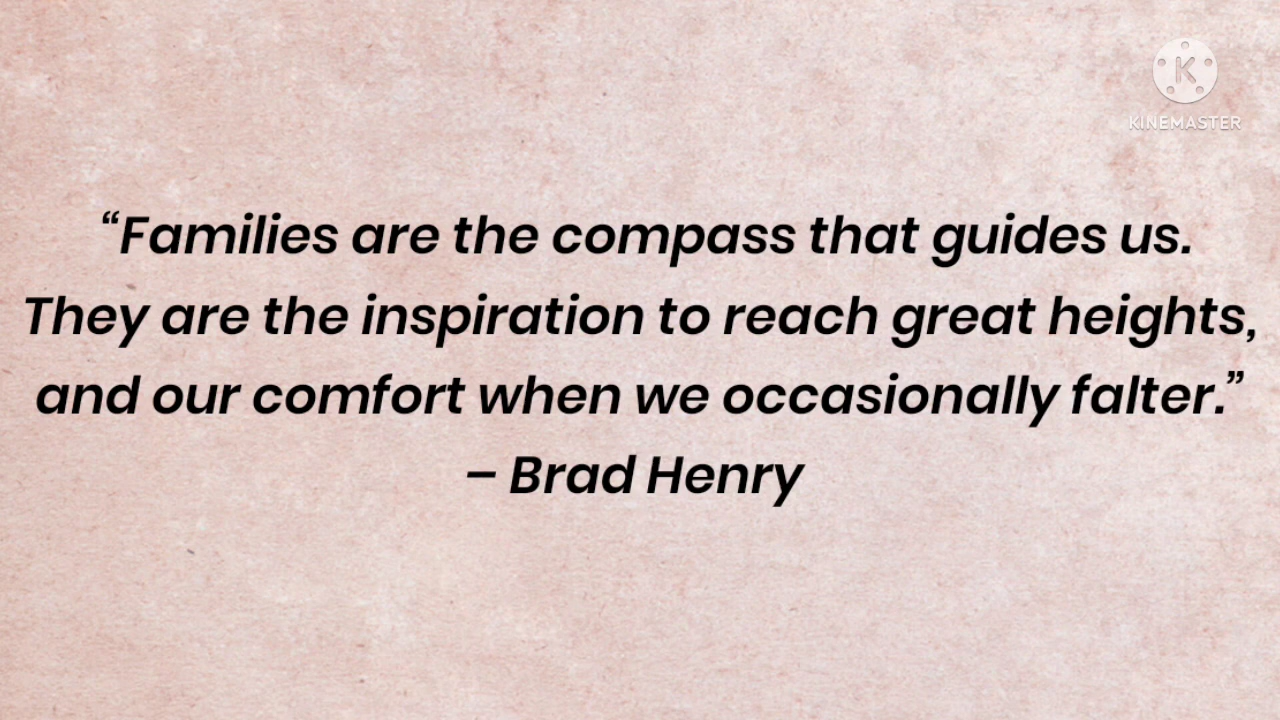 KINEMASTER
“Families are the compass that guides us.
They are the inspiration to reach great heights,
and our comfort when we occasionally falter.”
– Brad Henry